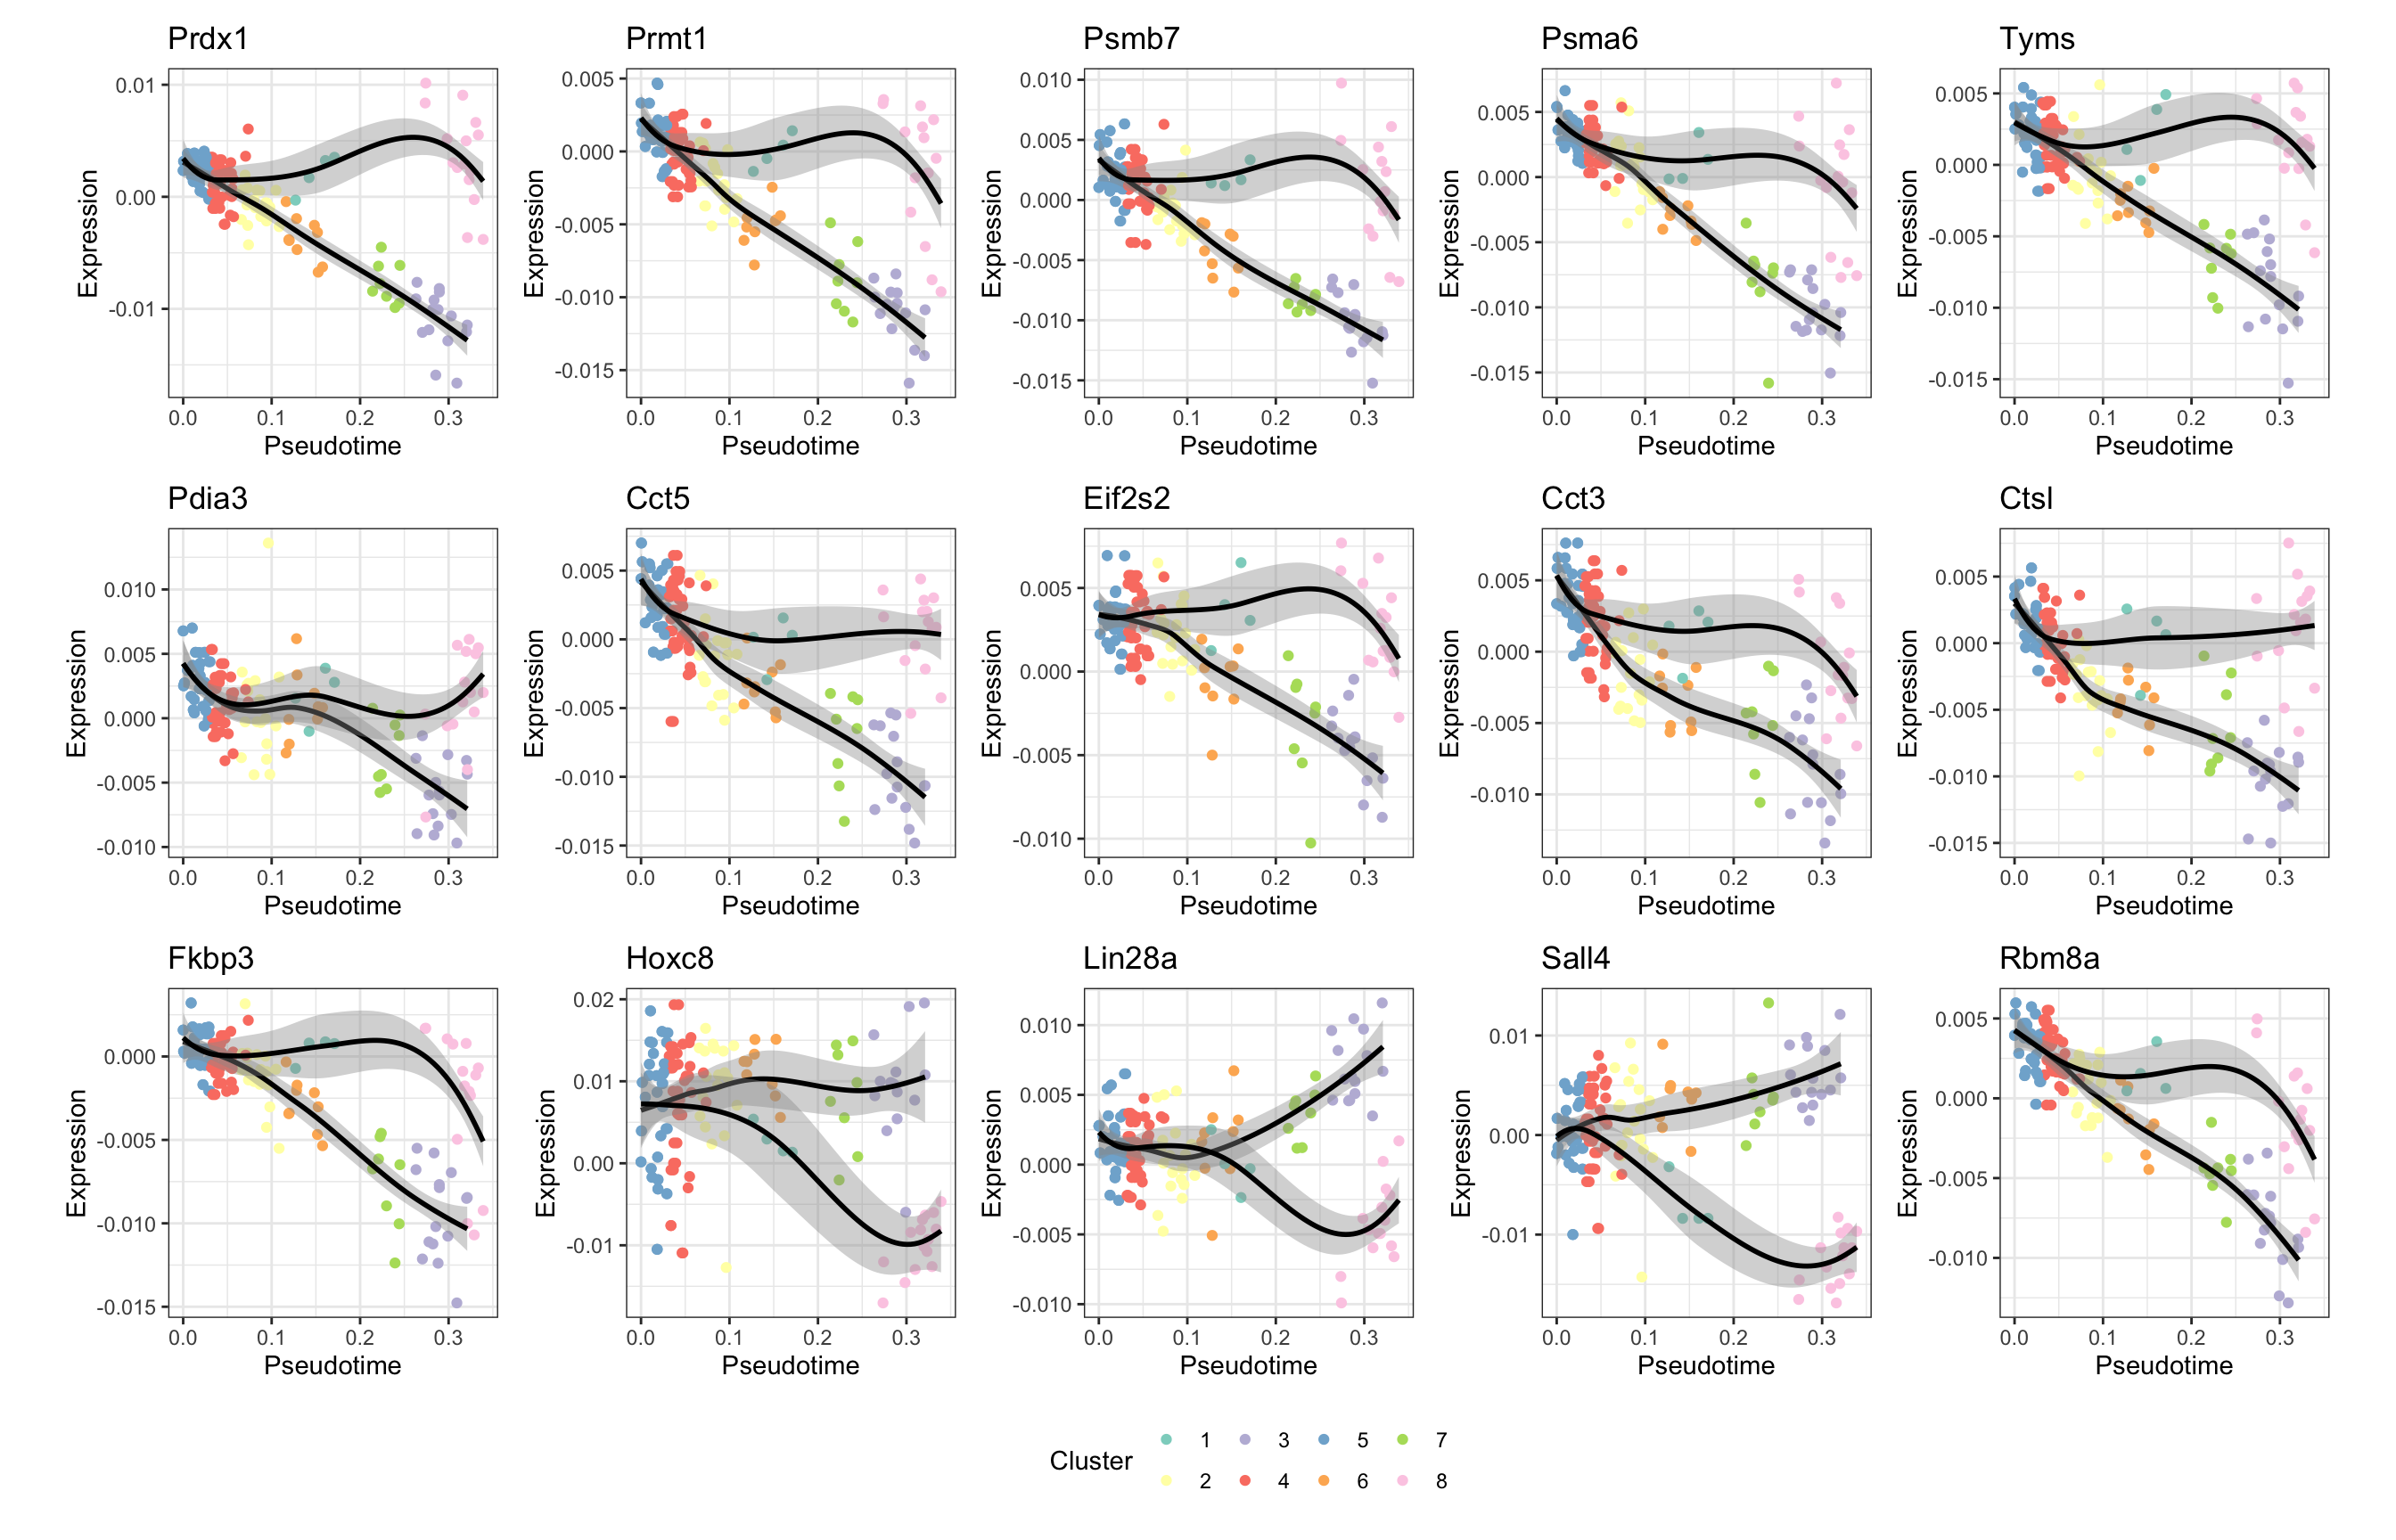 Prdx1 Prmt1 Psmb7 Psma6 Tyms
0.01 0.005 0.010 0.005 0.005
0.00 0.000 0.005 0.000 0.000
-0.01 -0.005 0.000 -0.005 -0.005
-0.010 -0.005 -0.010 -0.010
-0.015 -0.010 -0.015 -0.015
-0.015
Expression Expression Expression Expression Expression
0.0 0.1 0.2 0.3 0.0 0.1 0.2 0.3 0.0 0.1 0.2 0.3 0.0 0.1 0.2 0.3 0.0 0.1 0.2 0.3
Pseudotime Pseudotime Pseudotime Pseudotime Pseudotime
Pdia3 Cct5 Eif2s2 Cct3 Ctsl
0.010 0.005 0.005 0.005 0.005
0.005 0.000 0.000 0.000 0.000
0.000 -0.005 -0.005 -0.005 -0.005
-0.005 -0.010 -0.010 -0.010 -0.010
-0.010 -0.015 -0.015
Expression Expression Expression Expression Expression
0.0 0.1 0.2 0.3 0.0 0.1 0.2 0.3 0.0 0.1 0.2 0.3 0.0 0.1 0.2 0.3 0.0 0.1 0.2 0.3
Pseudotime Pseudotime Pseudotime Pseudotime Pseudotime
Fkbp3 Hoxc8 Lin28a Sall4 Rbm8a
0.000 0.02 0.010 0.01 0.005
-0.005 0.01 0.005 0.00 0.000
-0.010 0.00 0.000 -0.01 -0.005
-0.015 -0.01 -0.005 -0.010
-0.010
Expression Expression Expression Expression Expression
0.0 0.1 0.2 0.3 0.0 0.1 0.2 0.3 0.0 0.1 0.2 0.3 0.0 0.1 0.2 0.3 0.0 0.1 0.2 0.3
Pseudotime Pseudotime Pseudotime Pseudotime Pseudotime
Cluster
1 3 5 7
2 4 6 8